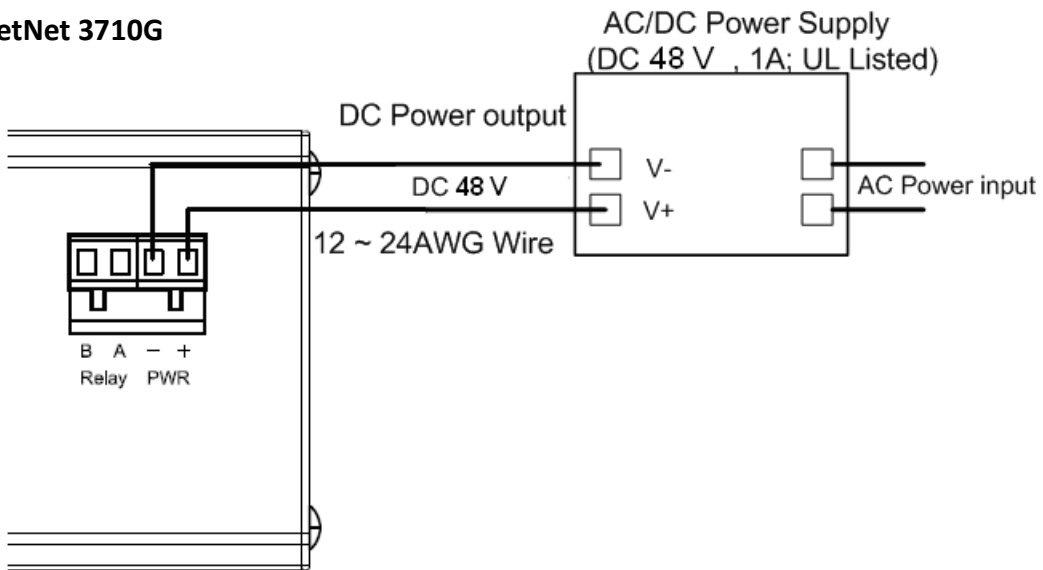 etNet 3710G
AC/DC Power Supply
(DC 48 V , 1A; UL Listed)
DC Power output
V-
DC 48 V
AC Power input
V+
12 ~ 24AWG Wire
B A − +
Relay PWR